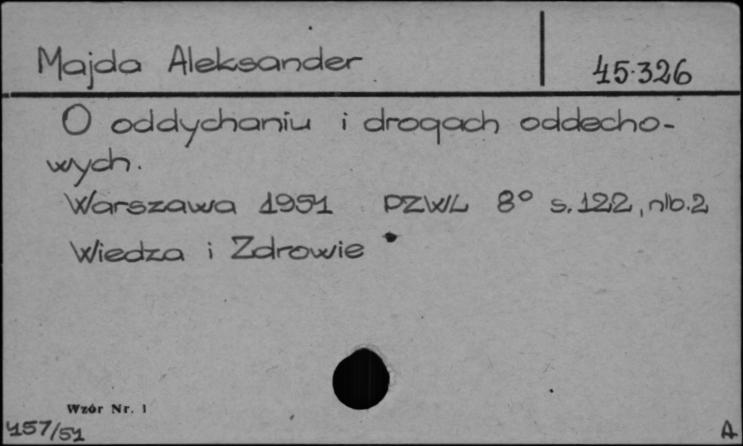 Majda Aleksander 45.326
O oddychaniu i drogach oddecho-
wych.
Warszawa 1951 PZWL 8° s. 122, nlb. 2
Wiedza i Zdrowie
Wzór Nr. 1
457/51 A